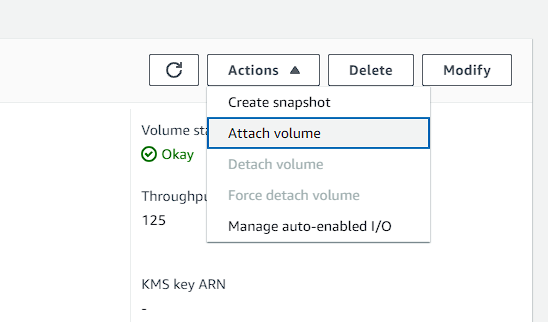 Actions
Delete
Modify
Create snapshot
Attach volume
Detach volume
Force detach volume
Manage auto-enabled I/O
Volume sta
Okay
Throughpu
125
KMS key ARN
-